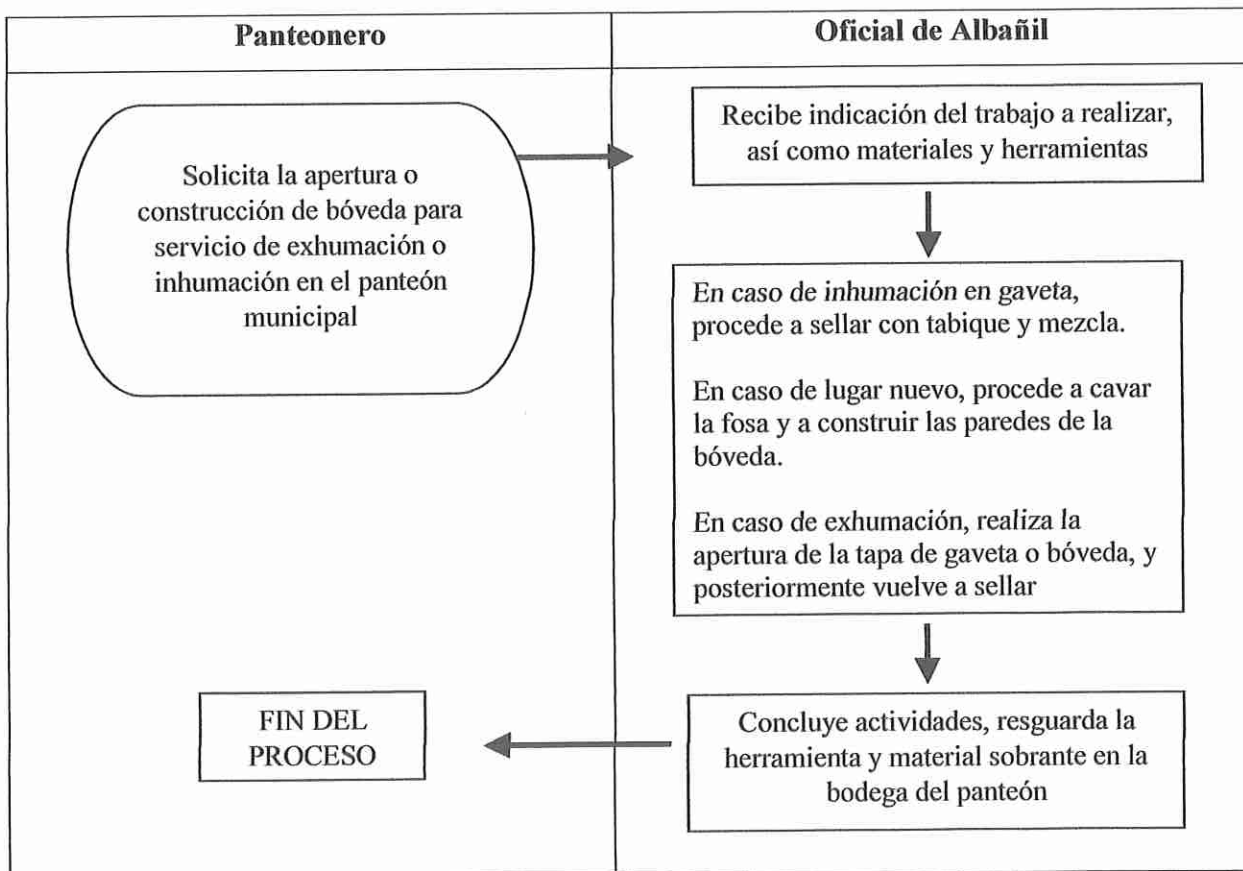 Panteonero
Oficial de Albañil
Solicita la apertura o
construcción de bóveda para
servicio de exhumación o
inhumación en el panteón
municipal
Recibe indicación del trabajo a realizar,
así como materiales y herramientas
En caso de inhumación en gaveta,
procede a sellar con tabique y mezcla.
En caso de lugar nuevo, procede a cavar
la fosa y a construir las paredes de la
bóveda.
En caso de exhumación, realiza la
apertura de la tapa de gaveta o bóveda, y
posteriormente vuelve a sellar
Concluye actividades, resguarda la
herramienta y material sobrante en la
bodega del panteón
FIN DEL
PROCESO